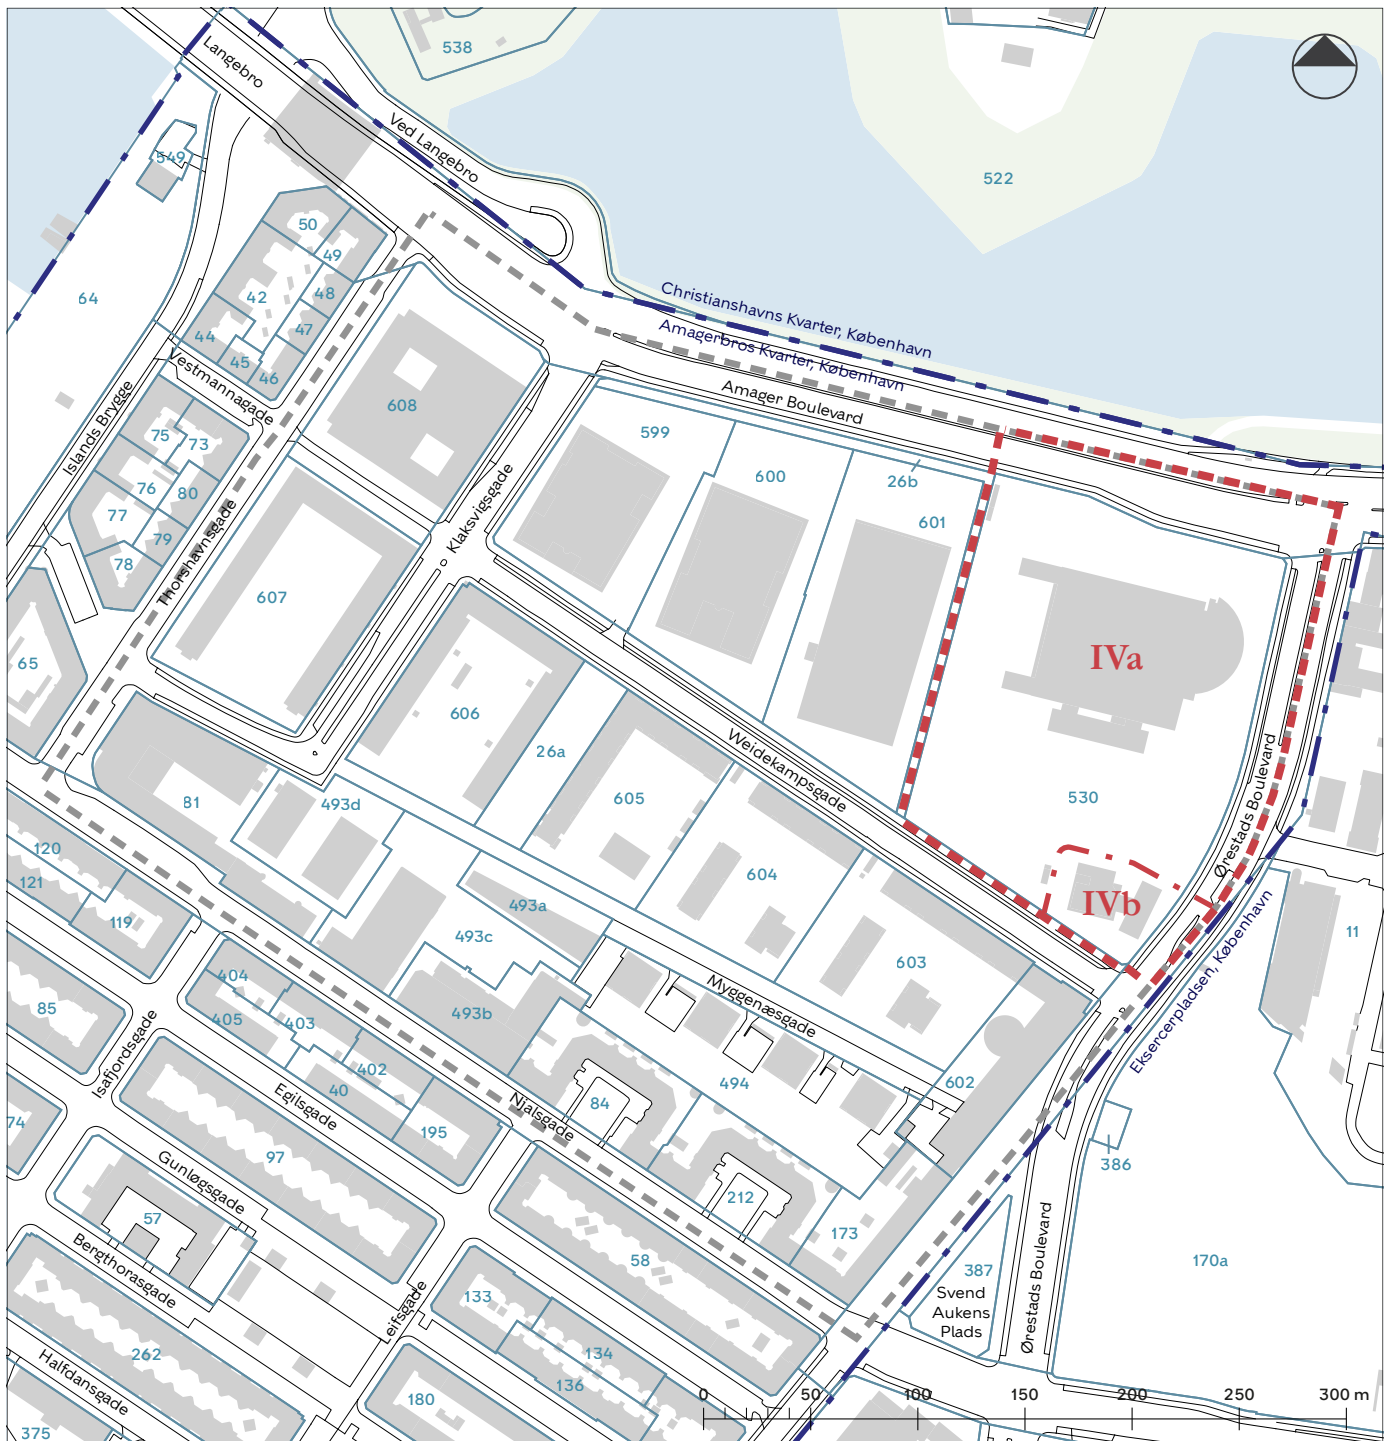 538
Langebro
Ved Langebro
549
522
50
49
48
42
47
44
45
46
64
Christianshavns Kvarter, København
Amagerbros Kvarter, København
Vestmannagade
Amager Boulevard
608
599
600
26b
601
Islands Brygge
75
73
76
80
77
79
78
Klaksvigsgade
Thorshavnsgade
607
65
IVa
606
26a
605
Weidekampsgade
530
Ørestads Boulevard
81
493d
120
121
119
604
IVb
493a
493c
603
11
Eksercerpladsen, København
404
405
403
402
40
195
493b
Myggenæsgade
85
494
602
Isafjordsgade
Egilsgade
Njalsgade
84
74
97
386
Gunløgsgade
57
212
173
Bergthorasgade
58
387
Svend
Aukens
Plads
Ørestads Boulevard
170a
133
Leifsgade
134
136
262
Halfdansgade
180
375
0 50 100 150 200 250 300 m